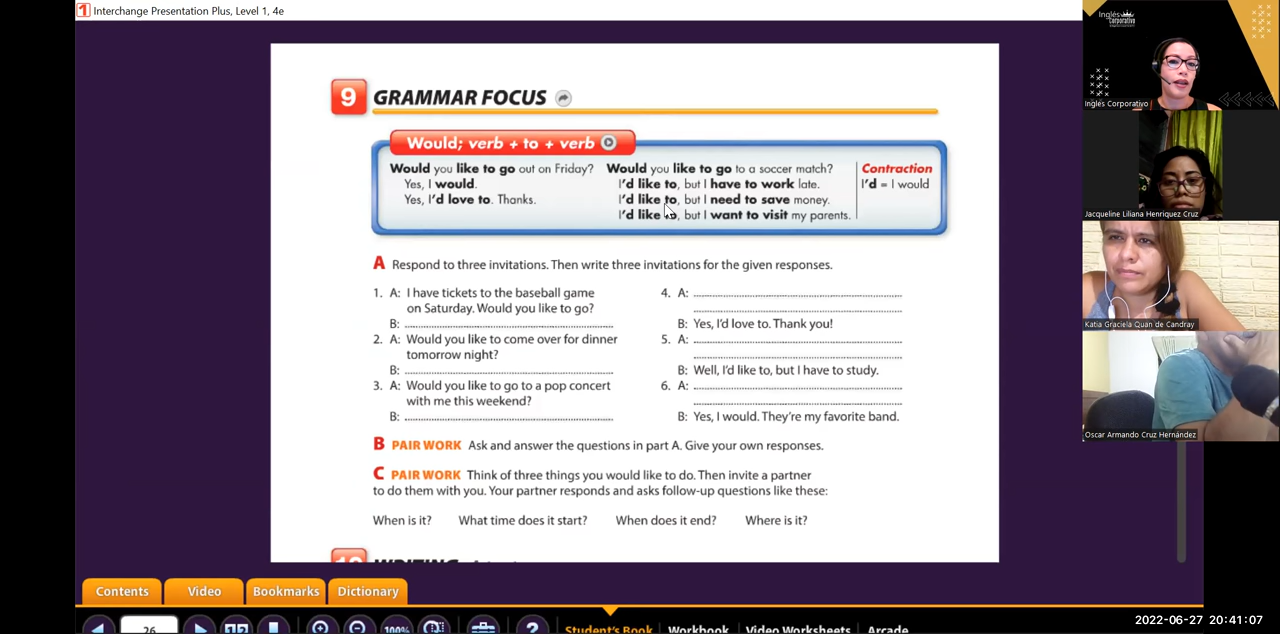 Interchange Presentation Plus, Level 1, 4e
9 GRAMMAR FOCUS
Would; verb + to + verb
Would you like to go out on Friday?
Yes, I would.
Yes, I'd love to. Thanks.
Would you like to go to a soccer match?
I'd like to, but I have to work late.
I'd like to, but I need to save money.
I'd like to, but I want to visit my parents.
Contraction
I'd = I would
A Respond to three invitations. Then write three invitations for the given responses.
1. A: I have tickets to the baseball game
on Saturday. Would you like to go?
B:
2. A: Would you like to come over for dinner
tomorrow night?
B:
3. A: Would you like to go to a pop concert
with me this weekend?
B:
4. A:
B: Yes, I'd love to. Thank you!
5. A:
B: Well, I'd like to, but I have to study.
6. A:
B: Yes, I would. They're my favorite band.
B PAIR WORK Ask and answer the questions in part A. Give your own responses.
C PAIR WORK Think of three things you would like to do. Then invite a partner
to do them with you. Your partner responds and asks follow-up questions like these:
When is it? What time does it start? When does it end? Where is it?
Contents Video Bookmarks Dictionary
26
100%
Student's Book Workbook Video Worksheets Arcade
Inglés
Corporativo
Inglés Corporativo
Jacqueline Liliana Henriquez Cruz
Katia Graciela Quan de Candray
Oscar Armando Cruz Hernández
2022-06-27 20:41:07